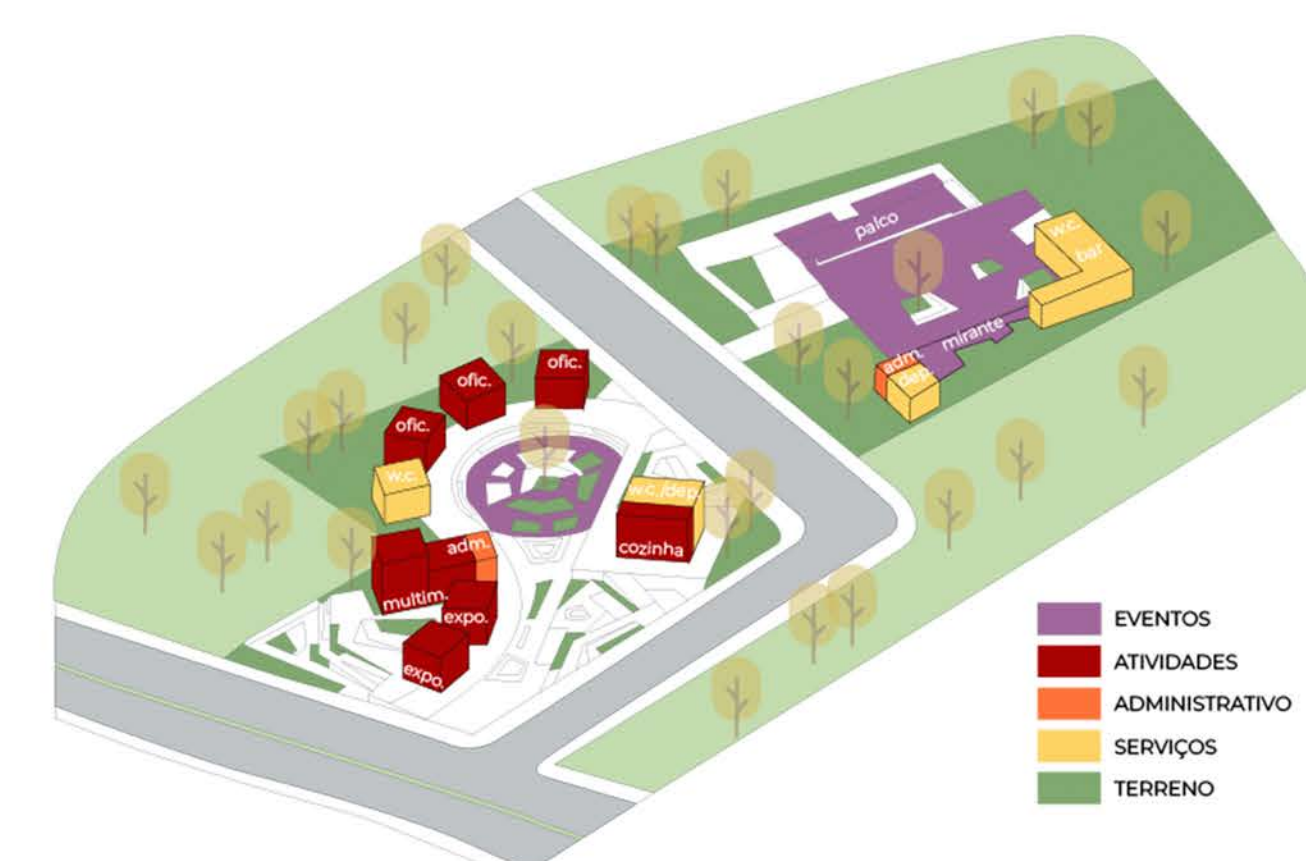 palco
w.c.
bar
mirante
adm.
dep.
ofic.
ofic.
ofic.
w.c.
w.c./dep.
cozinha
adm.
multim.
expo.
expo.
EVENTOS
ATIVIDADES
ADMINISTRATIVO
SERVIÇOS
TERRENO